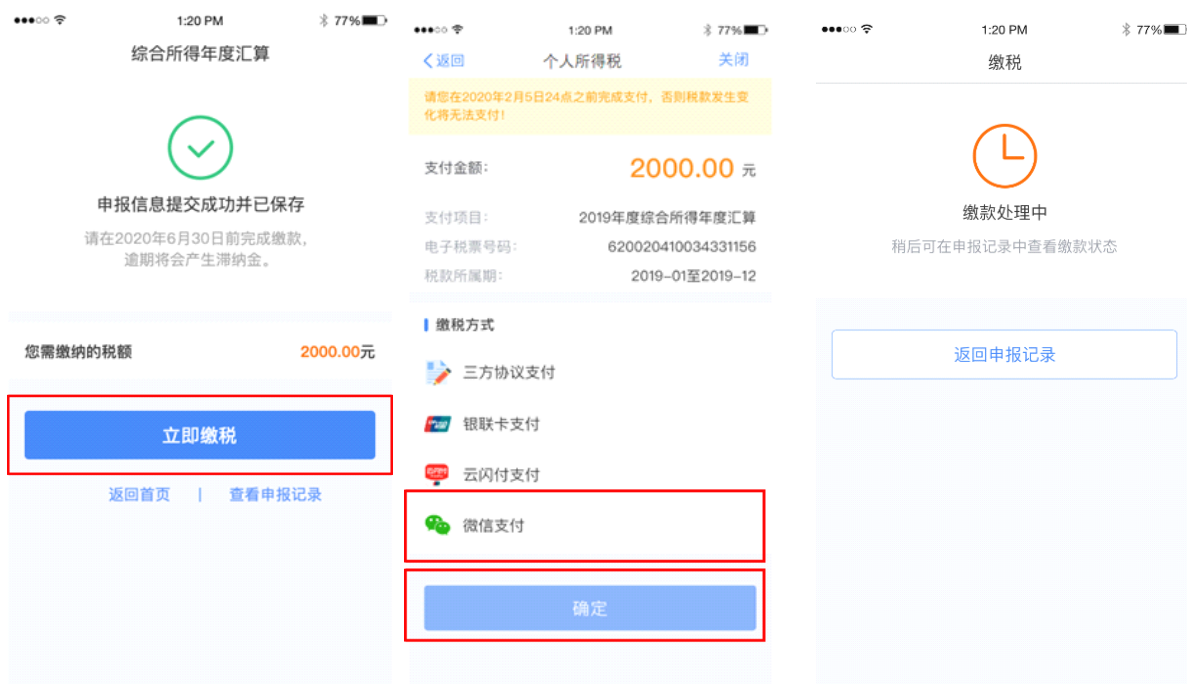 1:20 PM
77%
综合所得年度汇算
申报信息提交成功并已保存
请在2020年6月30日前完成缴款，
逾期将会产生滞纳金。
您需缴纳的税额
2000.00元
立即缴税
返回首页 | 查看申报记录
1:20 PM
77%
返回
个人所得税
关闭
请您在2020年2月5日24点之前完成支付，否则税款发生变
化将无法支付！
支付金额：
2000.00 元
支付项目：
2019年度综合所得年度汇算
电子税票号码：
620020410034331156
税款所属期：
2019-01至2019-12
缴税方式
三方协议支付
银联卡支付
云闪付支付
微信支付
确定
1:20 PM
77%
缴税
缴款处理中
稍后可在申报记录中查看缴款状态
返回申报记录